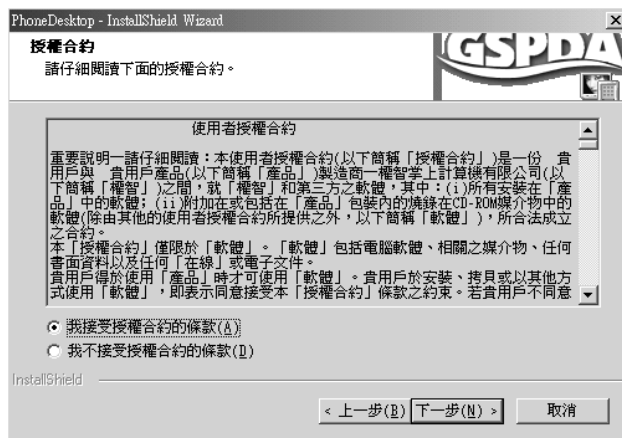 PhoneDesktop - InstallShield Wizard
授權合約
請仔細閱讀下面的授權合約。
GSPDA
使用者授權合約
重要說明—請仔細閱讀：本使用者授權合約(以下簡稱「授權合約」)是一份　貴
用戶與　貴用戶產品(以下簡稱「產品」)製造商—權智掌上計算機有限公司(以
下簡稱「權智」)之間，就「權智」和第三方之軟體，其中：(i)所有安裝在「產
品」中的軟體; (ii)附加在或包括在「產品」包裝內的燒錄在CD-ROM媒介物中的
軟體(除由其他的使用者授權合約所提供之外，以下簡稱「軟體」)，所合法成立
之合約。
本「授權合約」僅限於「軟體」。「軟體」包括電腦軟體、相關之媒介物、任何
書面資料以及任何「在線」或電子文件。
貴用戶得於使用「產品」時才可使用「軟體」。貴用戶於安裝、拷貝或以其他方
式使用「軟體」，即表示同意接受本「授權合約」條款之約束。若貴用戶不同意
我接受授權合約的條款(A)
我不接受授權合約的條款(D)
InstallShield
< 上一步(B) 下一步(N) > 取消